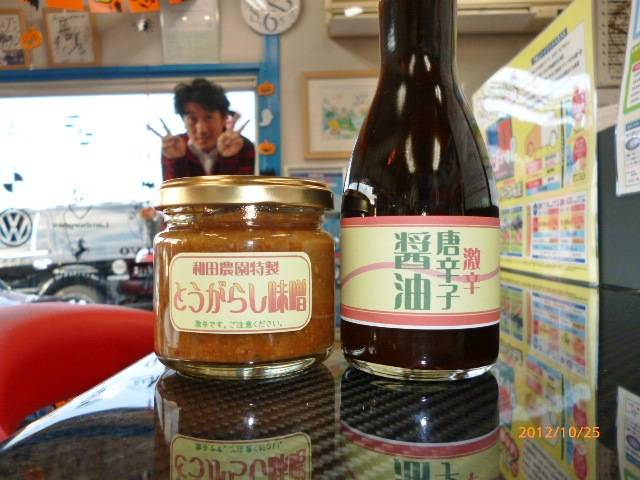 和田農園特製
とうがらし味噌
激辛です。ご注意ください。
激辛
唐辛子
醤油
2012/10/25